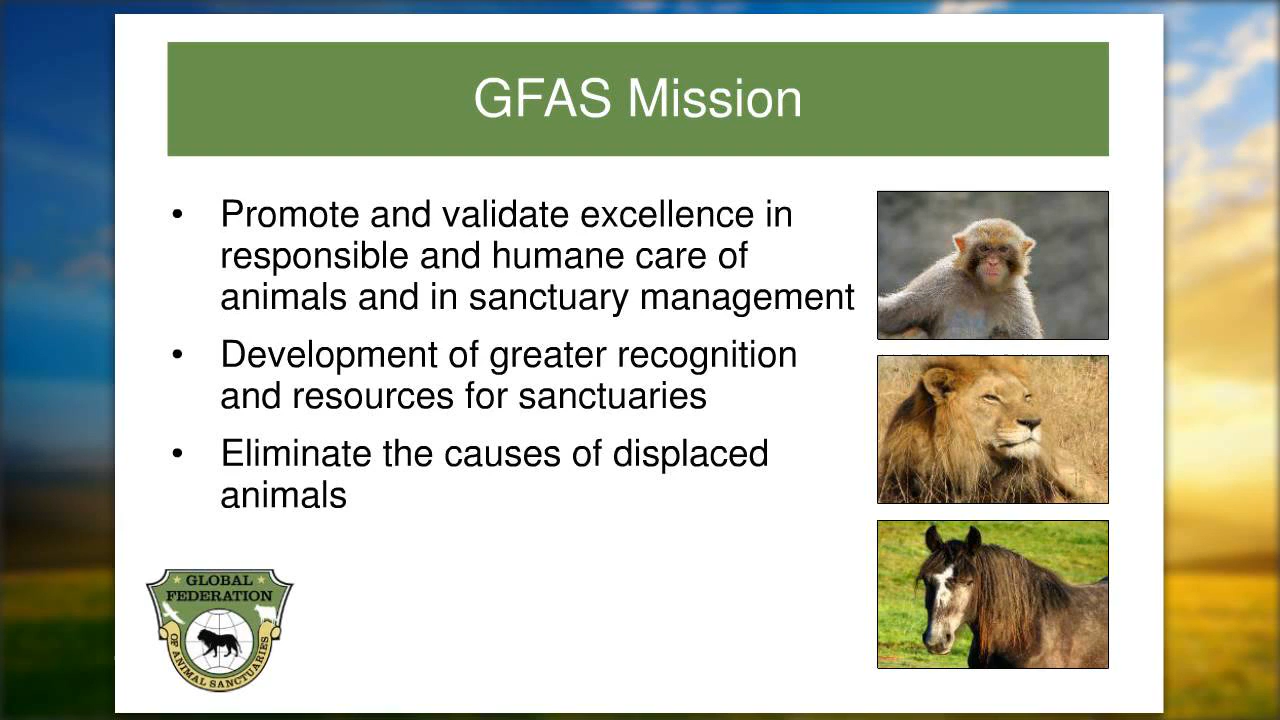 GFAS Mission
• Promote and validate excellence in
responsible and humane care of
animals and in sanctuary management
• Development of greater recognition
and resources for sanctuaries
• Eliminate the causes of displaced
animals
GLOBAL
FEDERATION
OF ANIMAL SANCTUARIES